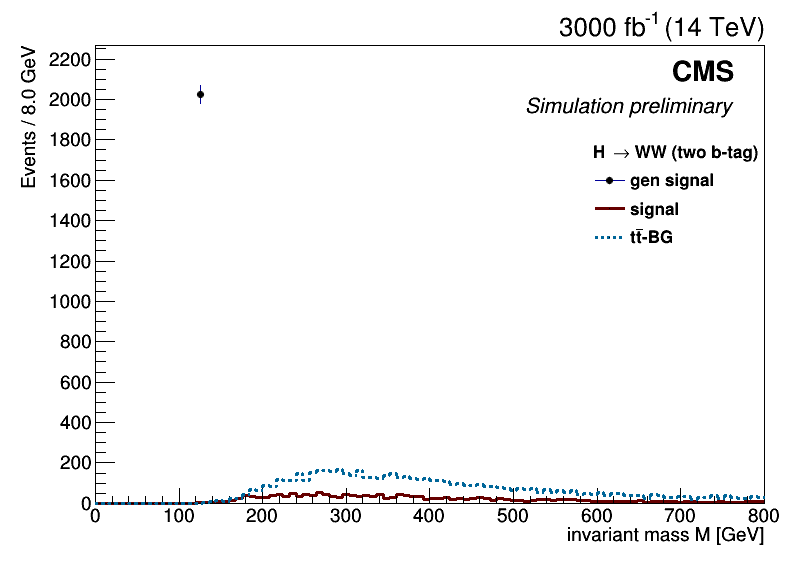 3000 fb-1 (14 TeV)
CMS
Simulation preliminary
H → WW (two b-tag)
gen signal
signal
tt̄-BG
Events / 8.0 GeV
2200
2000
1800
1600
1400
1200
1000
800
600
400
200
0
0 100 200 300 400 500 600 700 800
invariant mass M [GeV]